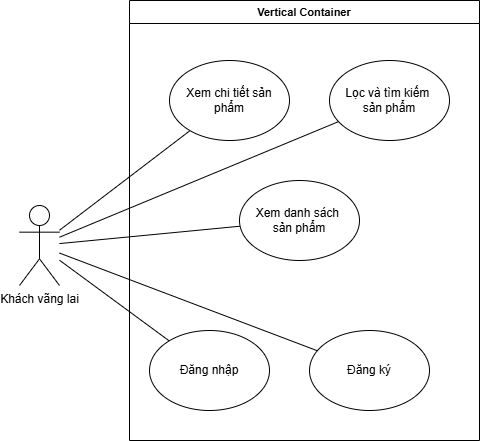 Vertical Container
Xem chi tiết sản
phẩm
Lọc và tìm kiếm
sản phẩm
Xem danh sách
sản phẩm
Khách vãng lai
Đăng nhập
Đăng ký